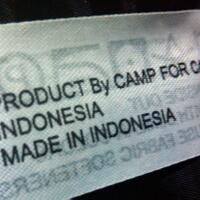 PRODUCT By CAMP FOR
INDONESIA
MADE IN INDONESIA